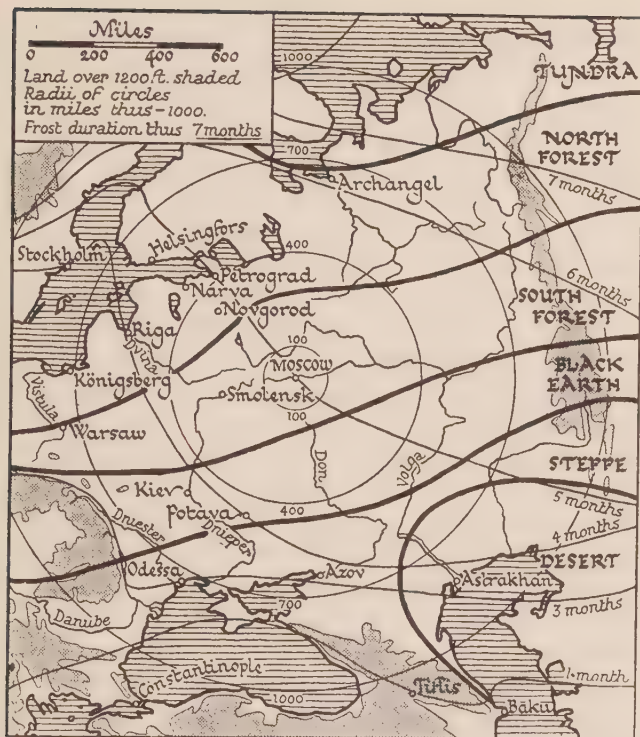 Miles
0 200 400 600
Land over 1200 ft. shaded
Radii of circles
in miles thus - 1000.
Frost duration thus 7 months
1000
TUNDRA
700
NORTH
FOREST
Archangel
7 months
Stockholm
Helsingfors
400
Petrograd
Narva
Novgorod
6 months
SOUTH
FOREST
Riga
Dvina
100
MOSCOW
BLACK
EARTH
Königsberg
Smolensk
100
Vistula
Warsaw
Don
Volga
STEPPE
Kiev
5 months
Potava
400
4 months
Dniester
Dnieper
DESERT
Odessa
Azov
Astrakhan
700
3 months
Danube
Constantinople
1000
Tiflis
1 month
Baku